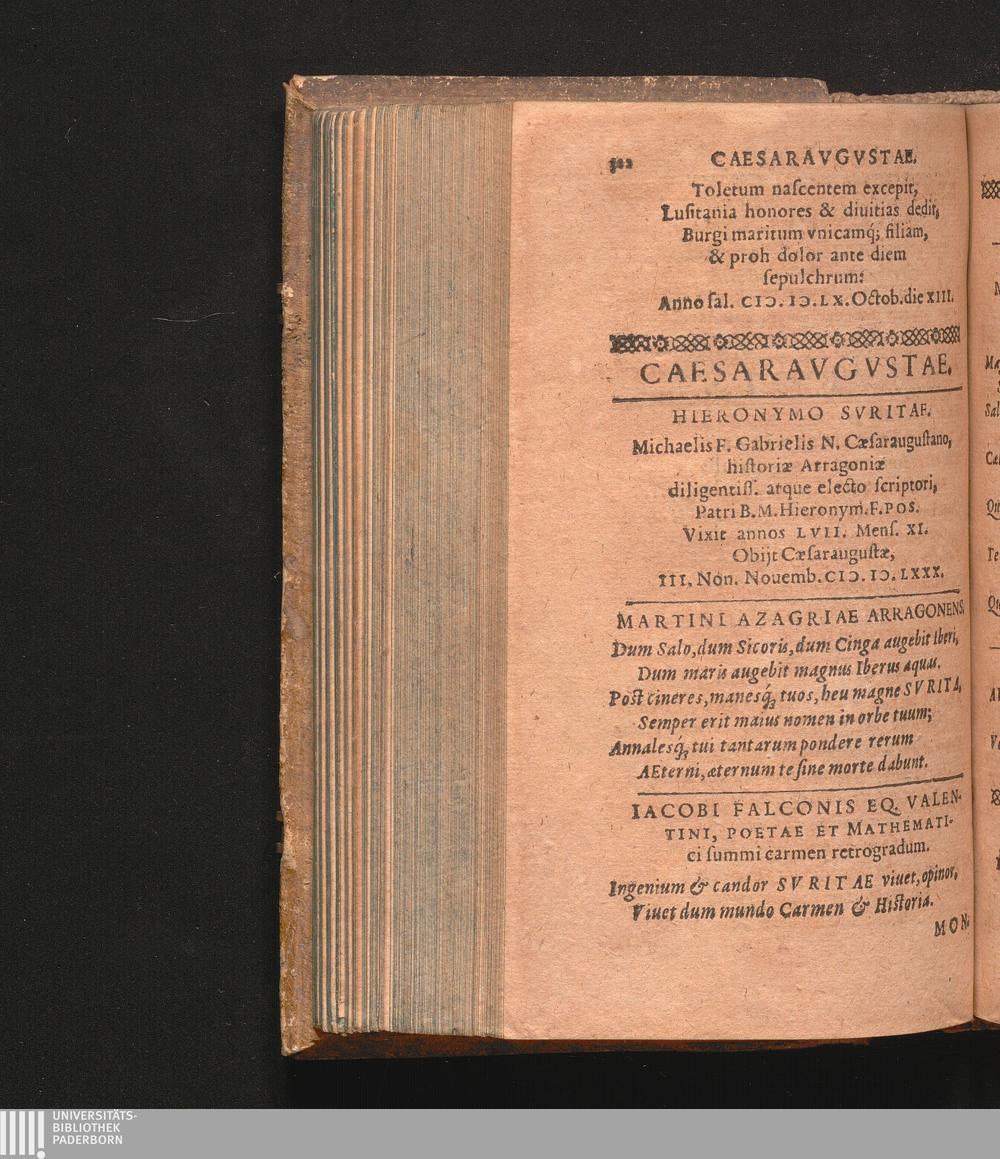 CAESARAVGVSTAE.
Toletum naſcentem excepit,
Luſitania honores & diuitias dedit,
Burgi maritum vnicamq́; filiam,
& proh dolor ante diem
ſepulchrum:
Anno ſal. CIↃ.IↃ.LX.Octob.die XIII.
CAESARAVGVSTAE.
HIERONYMO SVRITAE.
Michaelis F. Gabrielis N. Cæſarauguſtano,
hiſtoriæ Arragoniæ
diligentiſſ. atque electo ſcriptori,
Patri B.M.Hieronym.F.POS.
Vixit annos LVII. Menſ. XI.
Obijt Cæſarauguſtæ,
III. Non. Nouemb.CIↃ.IↃ.LXXX.
MARTINI AZAGRIAE ARRAGONENS.
Dum Salo,dum Sicoris,dum Cinga augebit Iberi,
Dum maris augebit magnus Iberus aquas.
Poſt cineres,manesq́; tuos,heu magne SVRITA,
Semper erit maius nomen in orbe tuum;
Annalesq́; tui tantarum pondere rerum
AEterni,æternum te ſine morte dabunt.
IACOBI FALCONIS EQ. VALEN-
TINI, POETAE ET MATHEMATI-
ci ſummi carmen retrogradum.
Ingenium & candor SVRITAE viuet,opinor,
Viuet dum mundo Carmen & Hiſtoria.
MON-
UNIVERSITÄTS-
BIBLIOTHEK
PADERBORN